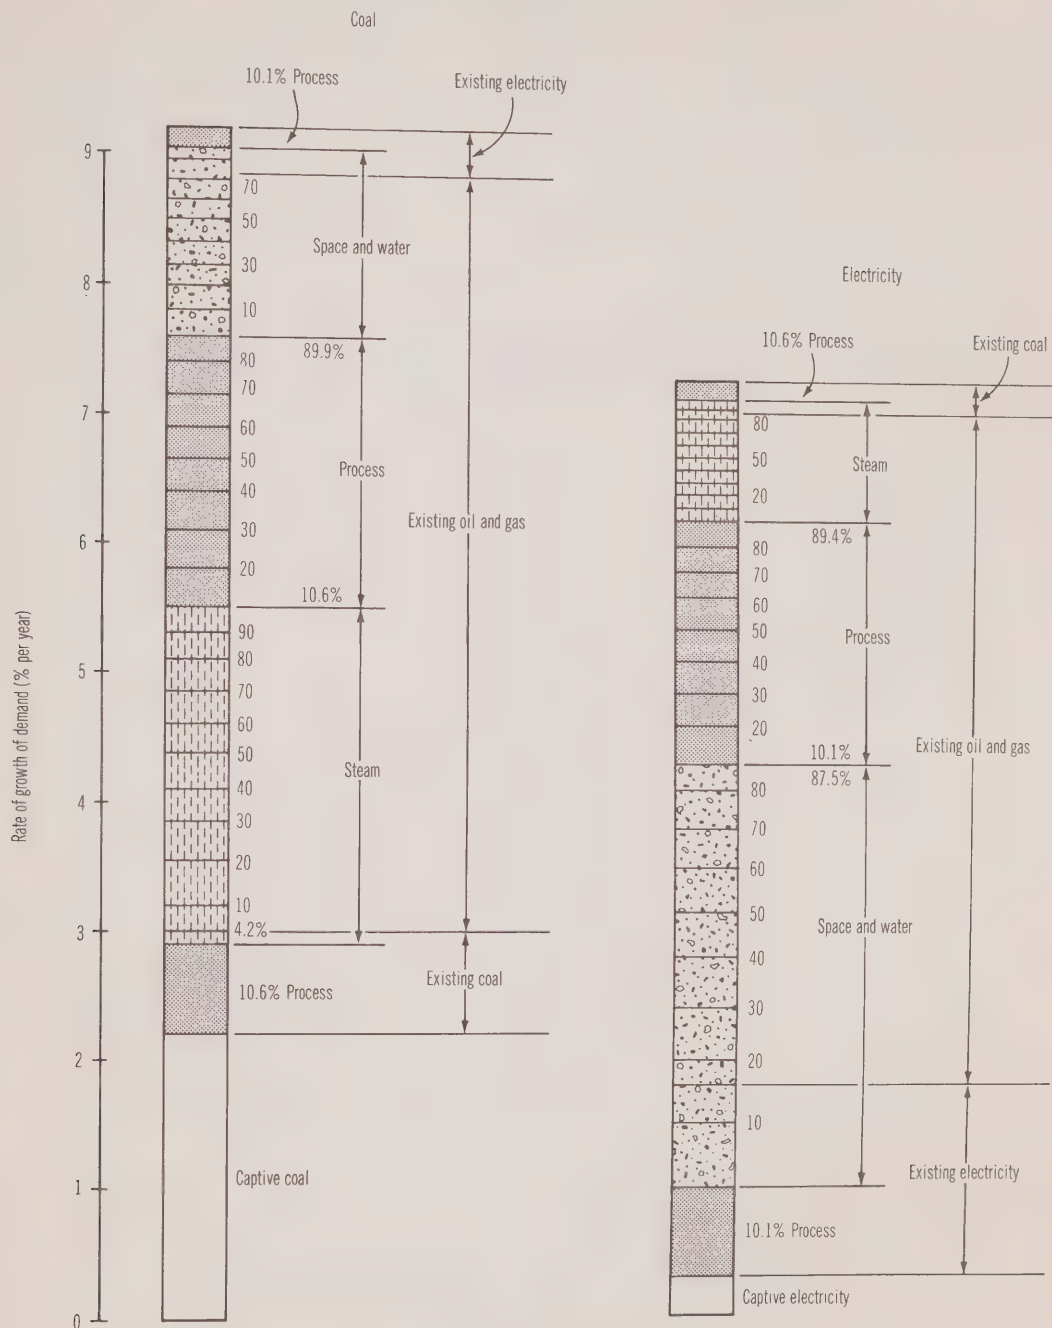 Coal
10.1% Process
Existing electricity
9
70
50
Space and water
30
8
10
89.9%
80
70
7
60
50
Process
40
Existing oil and gas
30
6
20
10.6%
90
80
5
70
60
50
Steam
40
4
30
20
10
3
4.2%
Existing coal
10.6% Process
2
Captive coal
1
0
Rate of growth of demand (% per year)
Electricity
10.6% Process
Existing coal
80
50
Steam
20
89.4%
80
70
60
50
Process
40
30
20
10.1%
Existing oil and gas
87.5%
80
70
60
50
Space and water
40
30
20
10
Existing electricity
10.1% Process
Captive electricity